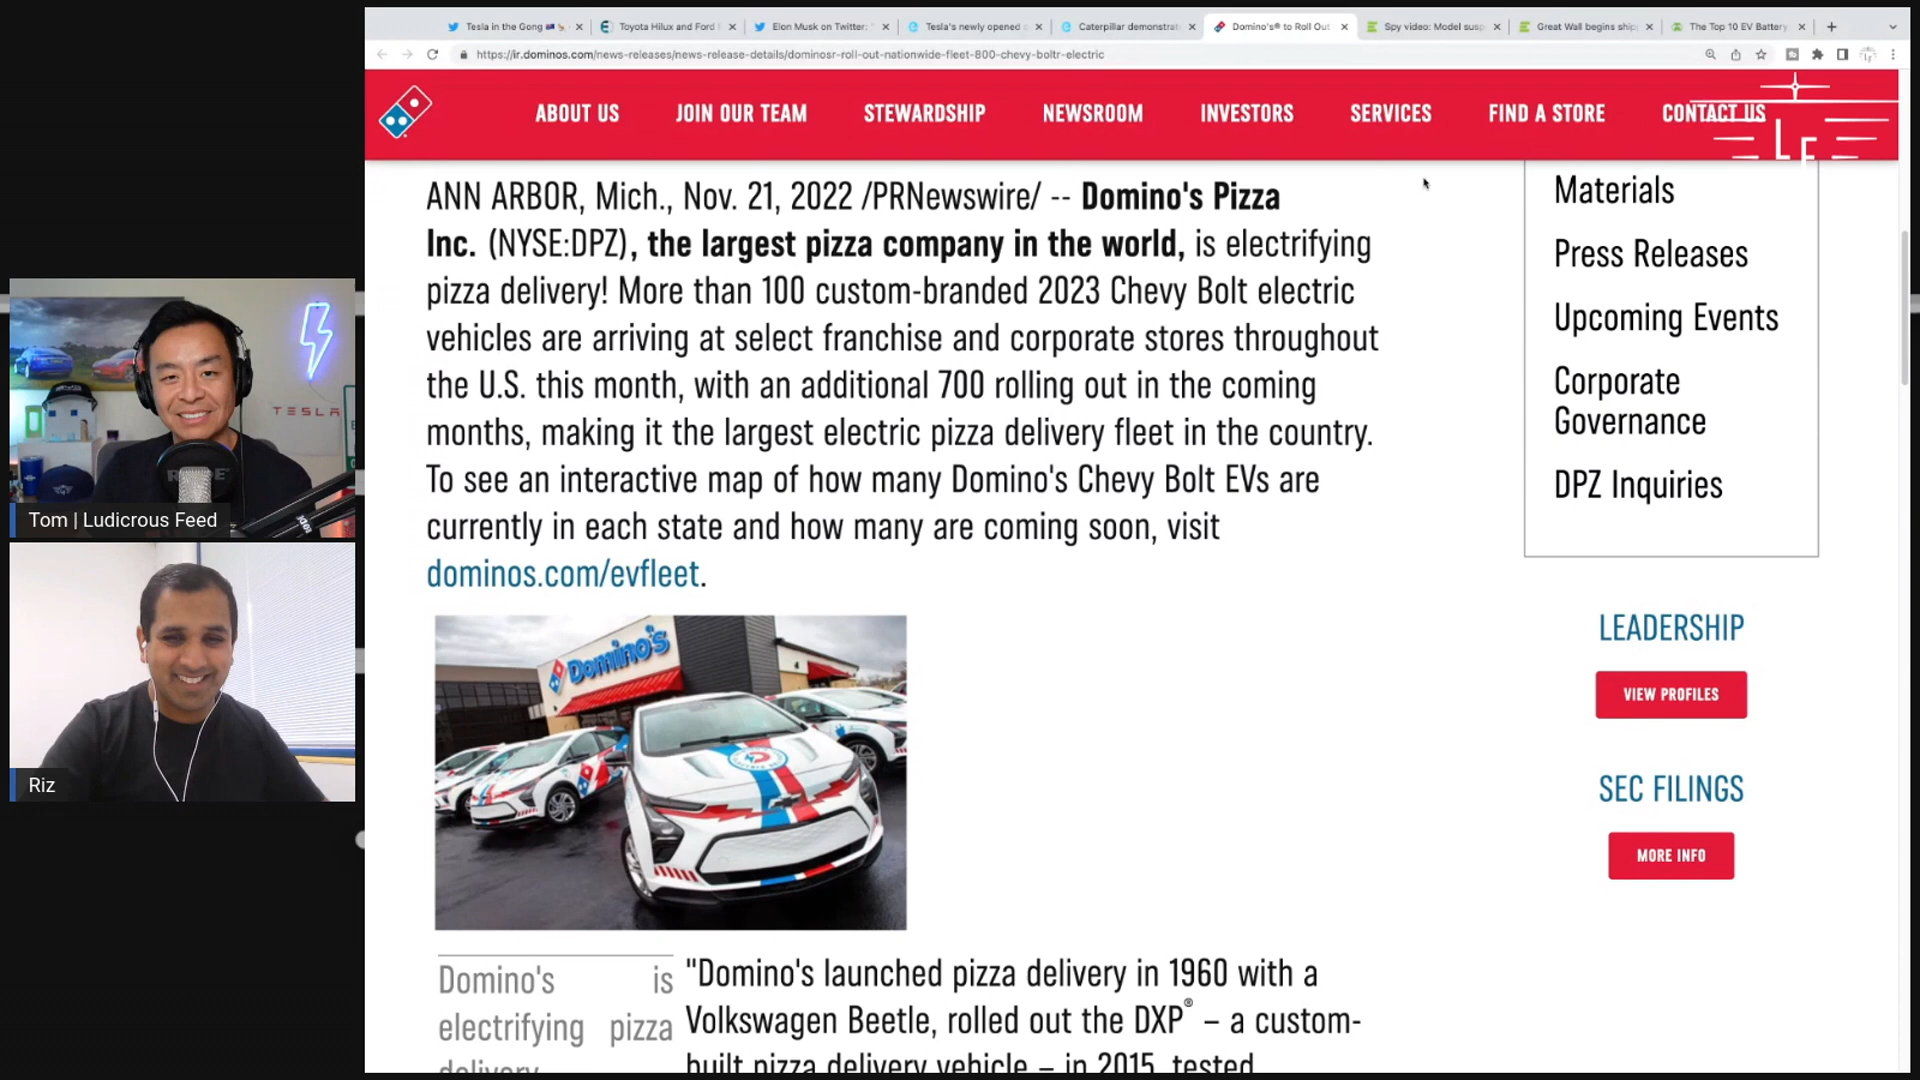 Tesla in the Gong
Toyota Hilux and Ford
Elon Musk on Twitter:
Tesla's newly opened
Caterpillar demonstrat
Domino's® to Roll Out
Spy video: Model susp
Great Wall begins ship
The Top 10 EV Battery
https://ir.dominos.com/news-releases/news-release-details/dominosr-roll-out-nationwide-fleet-800-chevy-boltr-electric
ABOUT US
JOIN OUR TEAM
STEWARDSHIP
NEWSROOM
INVESTORS
SERVICES
FIND A STORE
CONTACT US
LF
ANN ARBOR, Mich., Nov. 21, 2022 /PRNewswire/ -- Domino's Pizza
Inc. (NYSE:DPZ), the largest pizza company in the world, is electrifying
pizza delivery! More than 100 custom-branded 2023 Chevy Bolt electric
vehicles are arriving at select franchise and corporate stores throughout
the U.S. this month, with an additional 700 rolling out in the coming
months, making it the largest electric pizza delivery fleet in the country.
To see an interactive map of how many Domino's Chevy Bolt EVs are
currently in each state and how many are coming soon, visit
dominos.com/evfleet.
Domino's
Domino's is
electrifying pizza
delivery
"Domino's launched pizza delivery in 1960 with a
Volkswagen Beetle, rolled out the DXP® – a custom-
built pizza delivery vehicle – in 2015, tested
Materials
Press Releases
Upcoming Events
Corporate
Governance
DPZ Inquiries
LEADERSHIP
VIEW PROFILES
SEC FILINGS
MORE INFO
TESLA
RODE
Tom | Ludicrous Feed
Riz